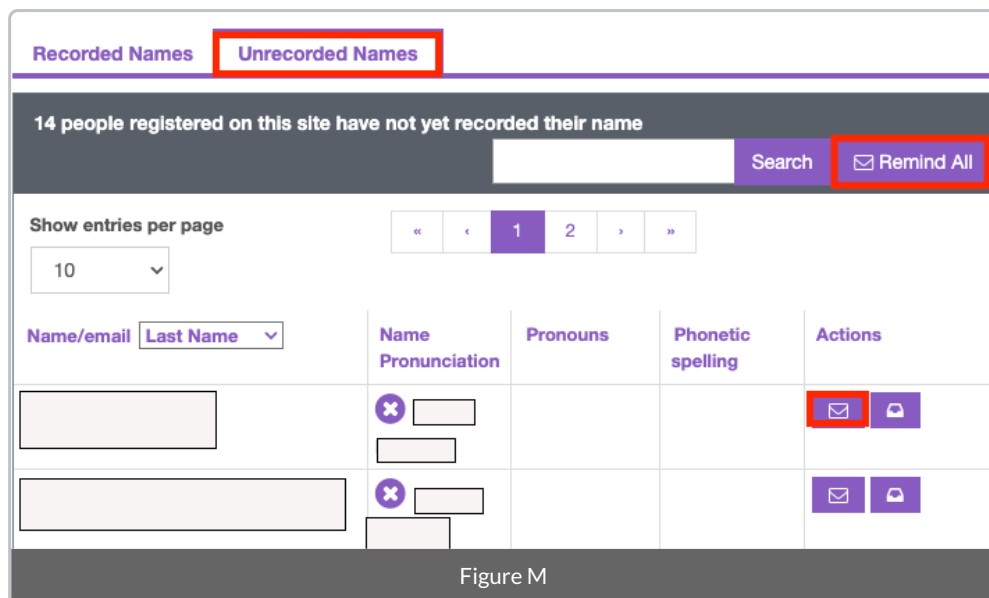 Recorded Names Unrecorded Names
14 people registered on this site have not yet recorded their name
Search Remind All
Show entries per page
« ‹ 1 2 › »
10
Name/email Last Name Name Pronunciation Pronouns Phonetic spelling Actions
Figure M